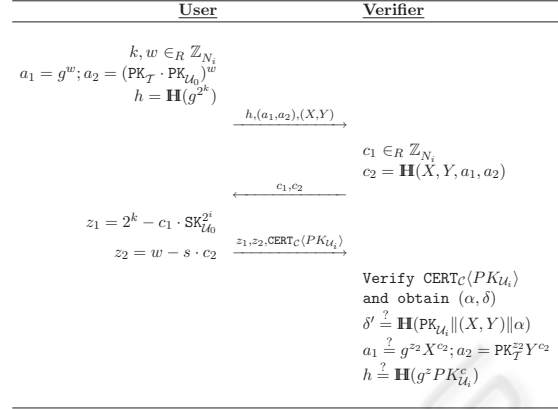 User Verifier
k, w ∈_R ℤ_{N_i}
a_1 = g^w; a_2 = (PK_𝒯 · PK_{𝒰_0})^w
h = ℍ(g^{2^k})
h,(a_1,a_2),(X,Y)
c_1 ∈_R ℤ_{N_i}
c_2 = ℍ(X, Y, a_1, a_2)
c_1,c_2
z_1 = 2^k − c_1 · SK_{𝒰_0}^{2^i}
z_2 = w − s · c_2
z_1,z_2,CERT_𝒞⟨PK_{𝒰_i}⟩
Verify CERT_𝒞⟨PK_{𝒰_i}⟩
and obtain (α, δ)
δ′ ≟ ℍ(PK_{𝒰_i}‖(X, Y)‖α)
a_1 ≟ g^{z_2} X^{c_2}; a_2 = PK_𝒯^{z_2} Y^{c_2}
h ≟ ℍ(g^z PK_{𝒰_i}^c)